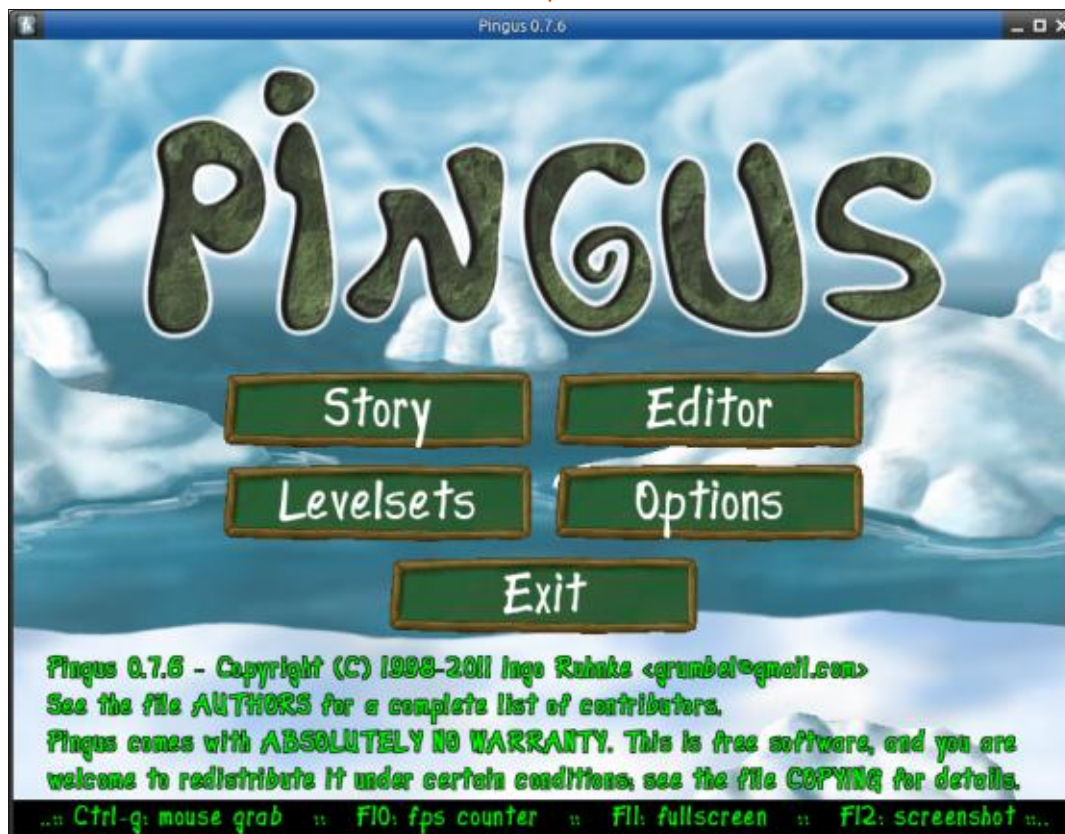 Pingus 0.7.6
PiNGUS
Story
Editor
Levelsets
Options
Exit
Pingus 0.7.6 - Copyright (C) 1998-2011 Ingo Ruhnke <grumbel@gmail.com>
See the file AUTHORS for a complete list of contributors.
Pingus comes with ABSOLUTELY NO WARRANTY. This is free software, and you are
welcome to redistribute it under certain conditions; see the file COPYING for details.
..:: Ctrl-g: mouse grab :: F10: fps counter :: F11: fullscreen :: F12: screenshot ::..